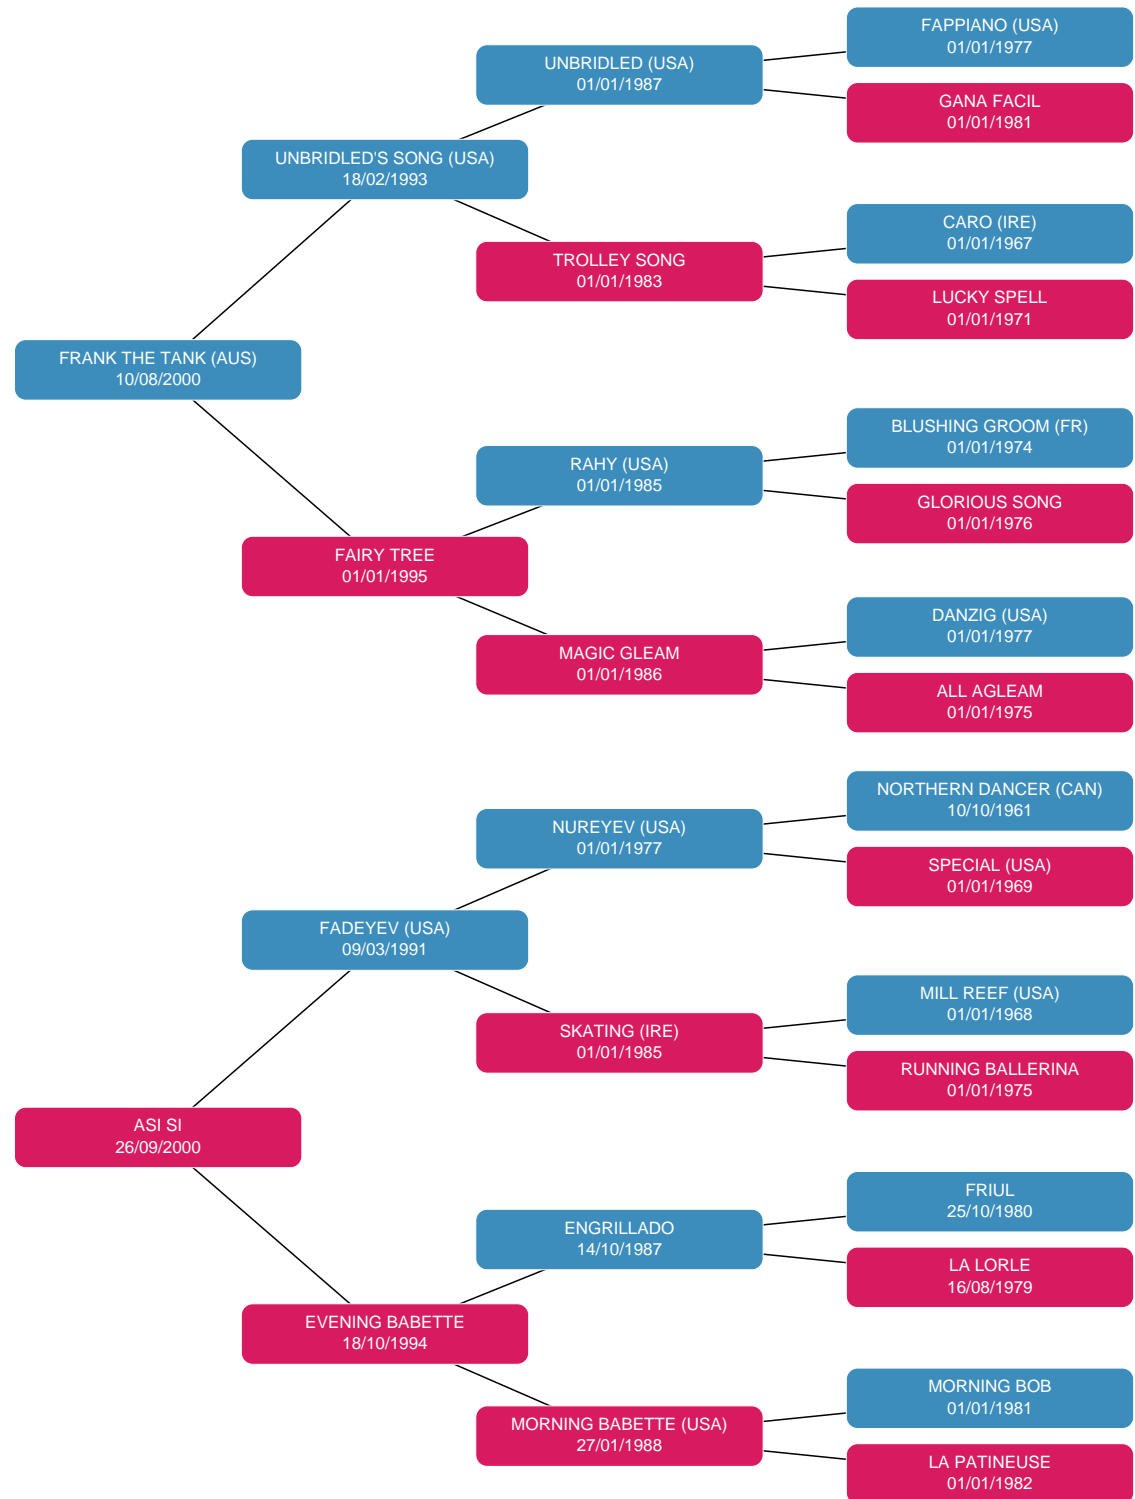 FAPPIANO (USA)
01/01/1977
UNBRIDLED (USA)
01/01/1987
GANA FACIL
01/01/1981
UNBRIDLED'S SONG (USA)
18/02/1993
CARO (IRE)
01/01/1967
TROLLEY SONG
01/01/1983
LUCKY SPELL
01/01/1971
FRANK THE TANK (AUS)
10/08/2000
BLUSHING GROOM (FR)
01/01/1974
RAHY (USA)
01/01/1985
GLORIOUS SONG
01/01/1976
FAIRY TREE
01/01/1995
DANZIG (USA)
01/01/1977
MAGIC GLEAM
01/01/1986
ALL AGLEAM
01/01/1975
NORTHERN DANCER (CAN)
10/10/1961
NUREYEV (USA)
01/01/1977
SPECIAL (USA)
01/01/1969
FADEYEV (USA)
09/03/1991
MILL REEF (USA)
01/01/1968
SKATING (IRE)
01/01/1985
RUNNING BALLERINA
01/01/1975
ASI SI
26/09/2000
FRIUL
25/10/1980
ENGRILLADO
14/10/1987
LA LORLE
16/08/1979
EVENING BABETTE
18/10/1994
MORNING BOB
01/01/1981
MORNING BABETTE (USA)
27/01/1988
LA PATINEUSE
01/01/1982